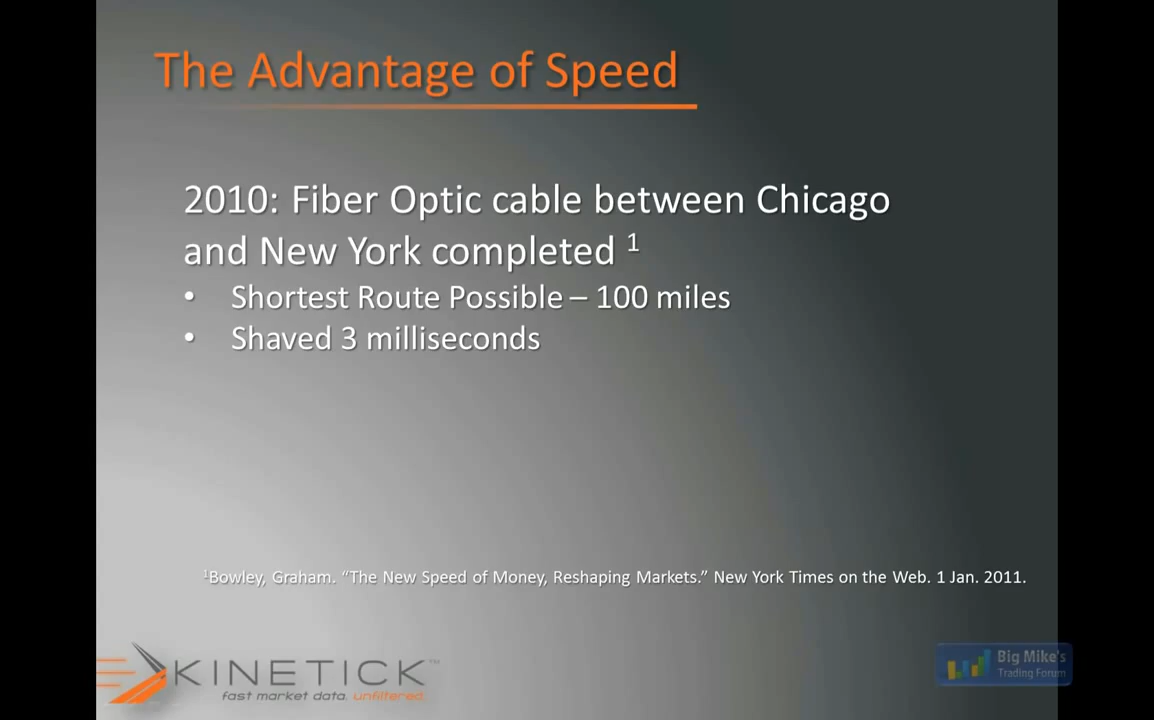 The Advantage of Speed
2010: Fiber Optic cable between Chicago
and New York completed 1
• Shortest Route Possible – 100 miles
• Shaved 3 milliseconds
1Bowley, Graham. “The New Speed of Money, Reshaping Markets.” New York Times on the Web. 1 Jan. 2011.
KINETICK™
fast market data. unfiltered.
Big Mike's
Trading Forum